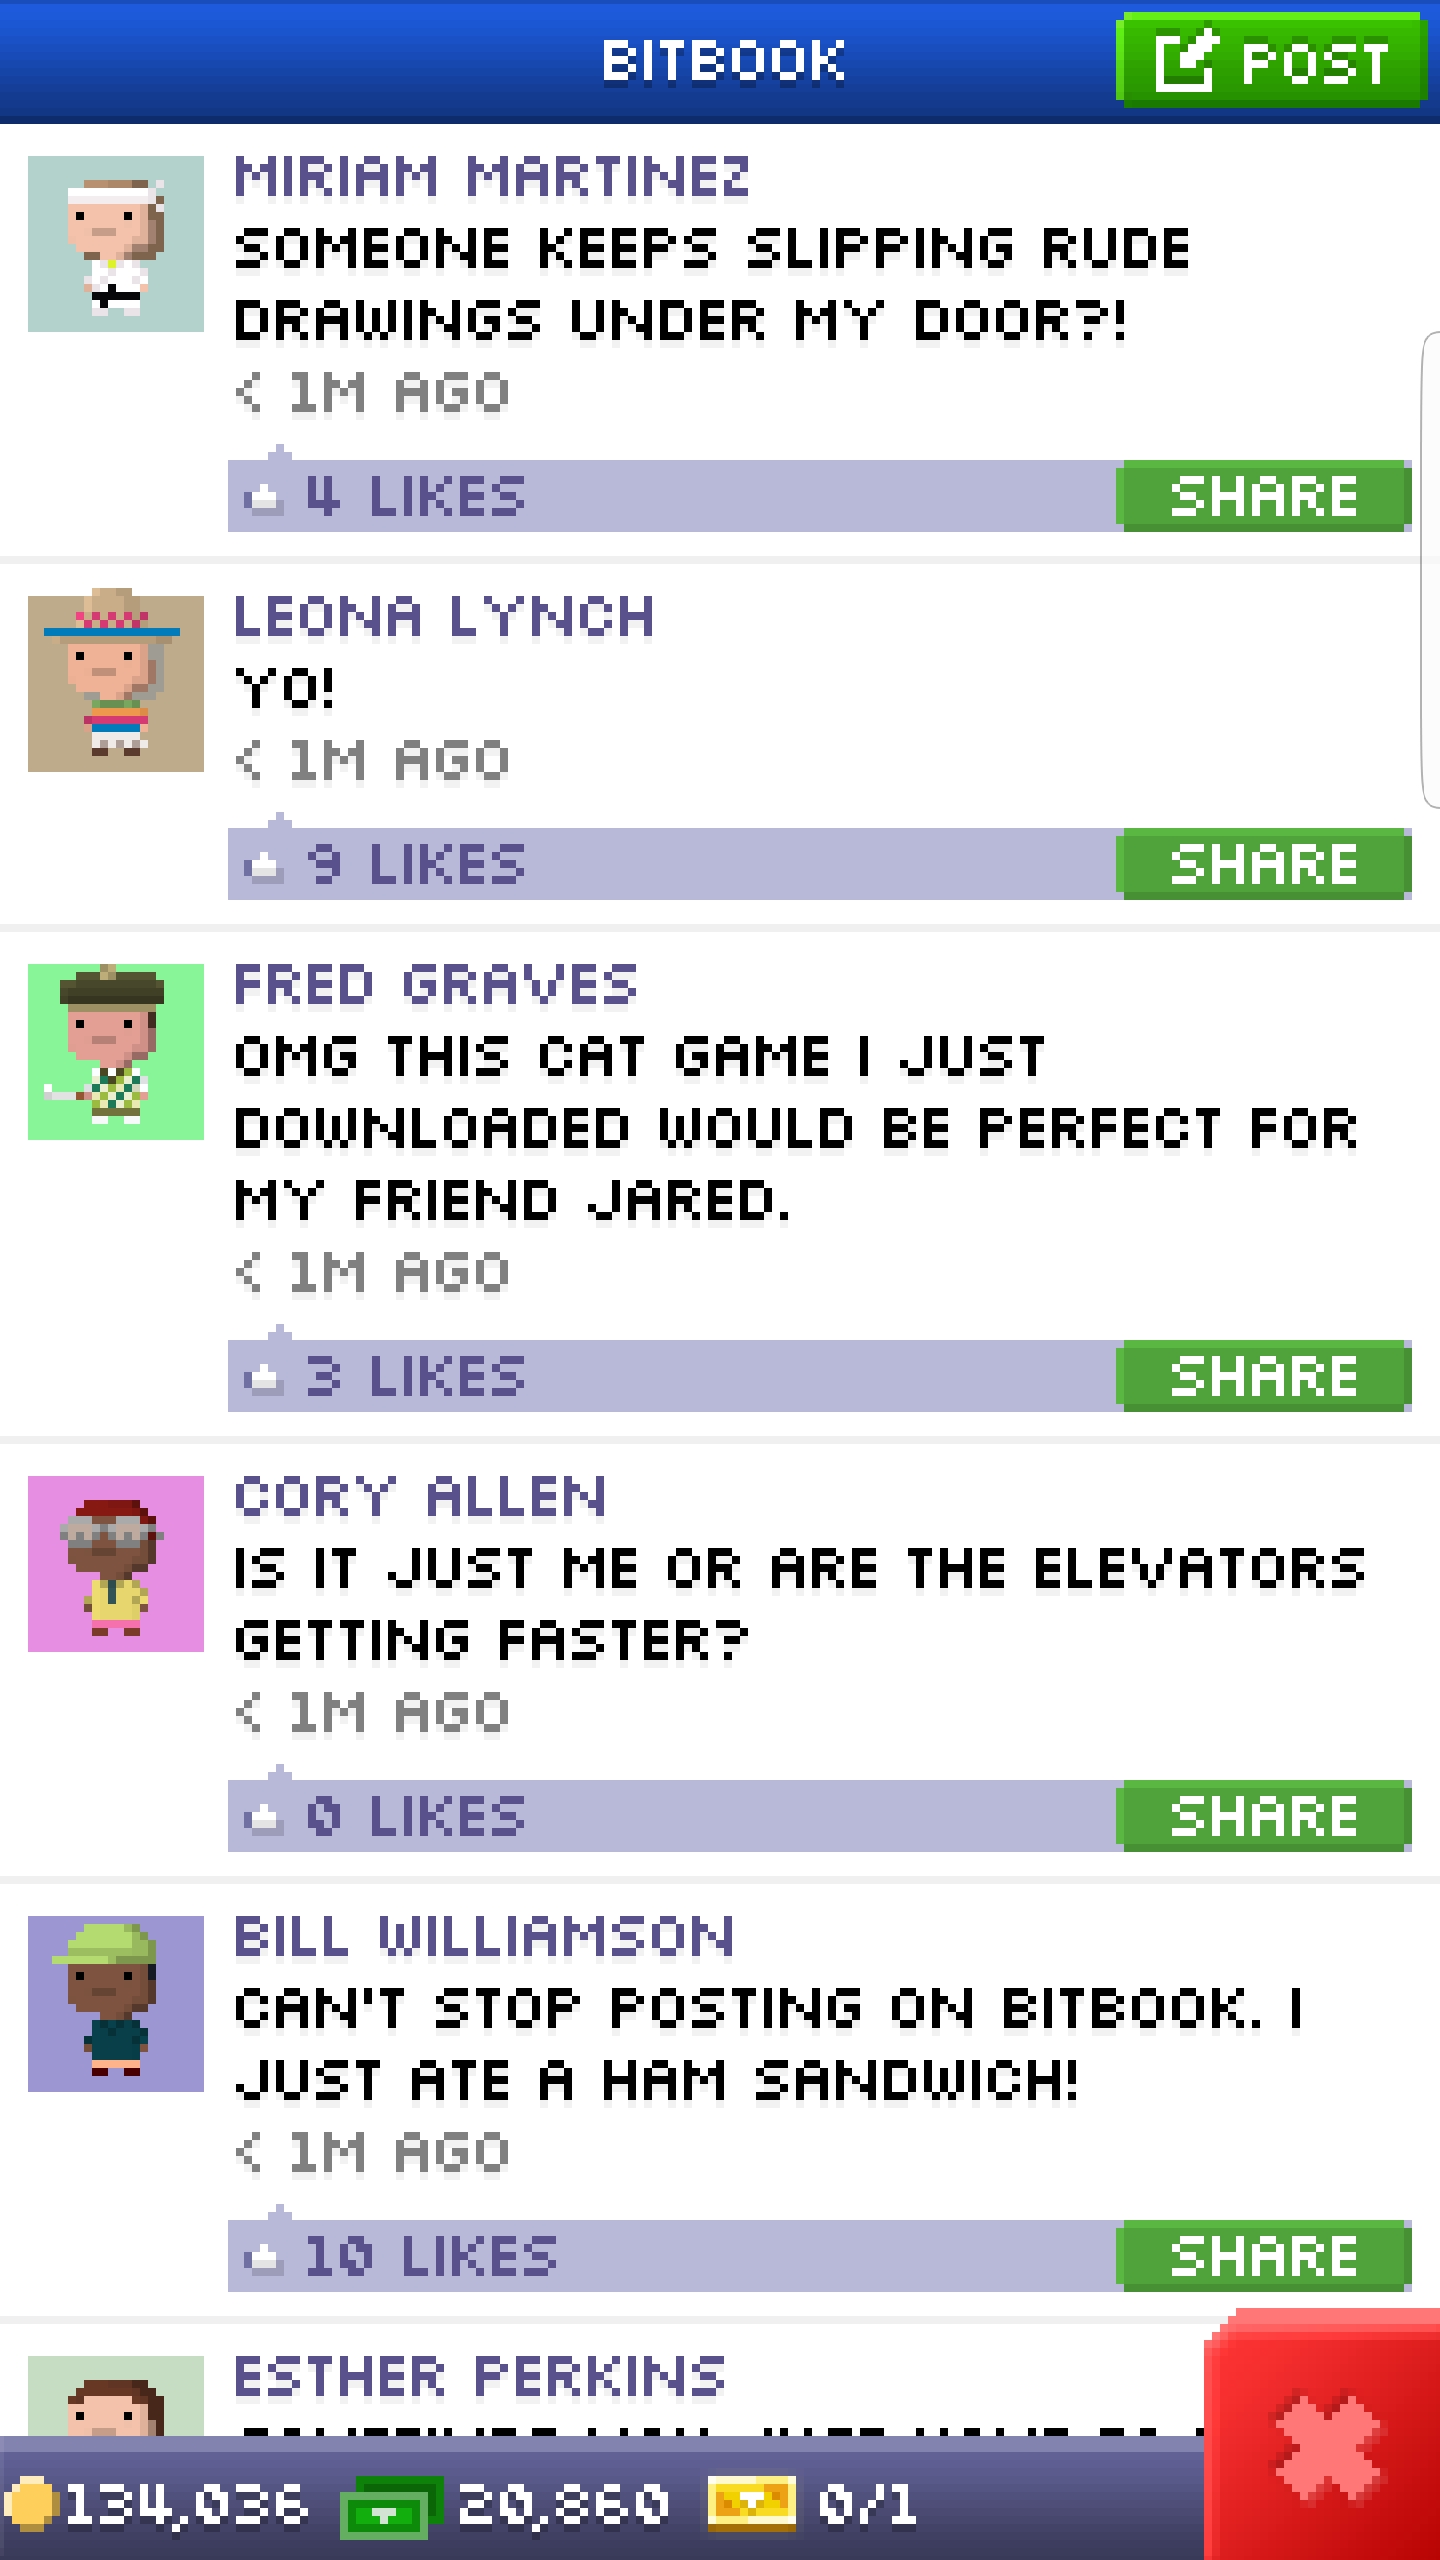 BITBOOK
POST
MIRIAM MARTINEZ
SOMEONE KEEPS SLIPPING RUDE
DRAWINGS UNDER MY DOOR?!
< 1M AGO
4 LIKES
SHARE
LEONA LYNCH
YO!
< 1M AGO
9 LIKES
SHARE
FRED GRAVES
OMG THIS CAT GAME I JUST
DOWNLOADED WOULD BE PERFECT FOR
MY FRIEND JARED.
< 1M AGO
3 LIKES
SHARE
CORY ALLEN
IS IT JUST ME OR ARE THE ELEVATORS
GETTING FASTER?
< 1M AGO
0 LIKES
SHARE
BILL WILLIAMSON
CAN'T STOP POSTING ON BITBOOK. I
JUST ATE A HAM SANDWICH!
< 1M AGO
10 LIKES
SHARE
ESTHER PERKINS
134,036 20,860 0/1